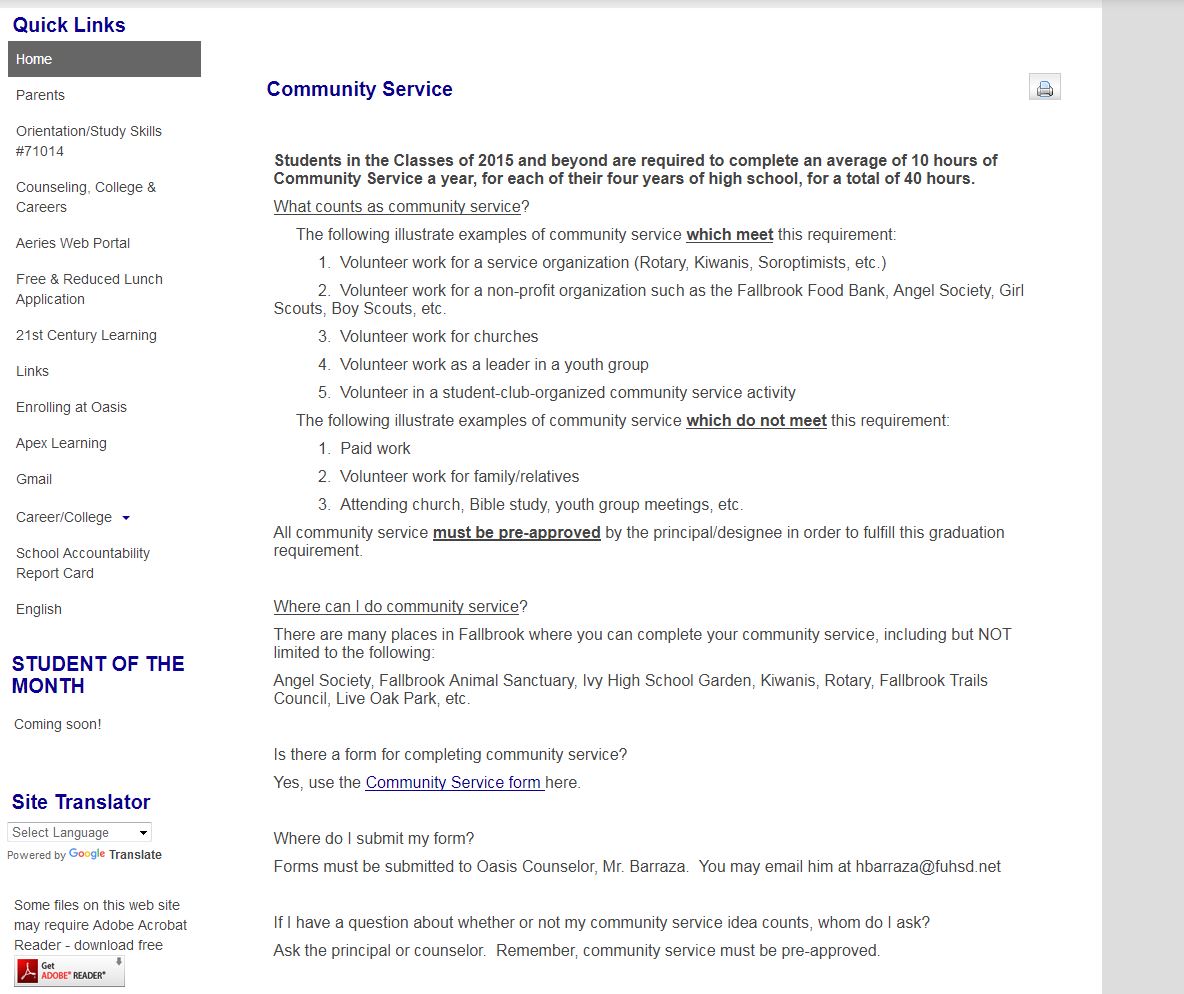 Quick Links
Home
Parents
Orientation/Study Skills
#71014
Counseling, College &
Careers
Aeries Web Portal
Free & Reduced Lunch
Application
21st Century Learning
Links
Enrolling at Oasis
Apex Learning
Gmail
Career/College
School Accountability
Report Card
English
STUDENT OF THE
MONTH
Coming soon!
Site Translator
Select Language
Powered by Google Translate
Some files on this web site
may require Adobe Acrobat
Reader - download free
Get
ADOBE® READER®
Community Service
Students in the Classes of 2015 and beyond are required to complete an average of 10 hours of
Community Service a year, for each of their four years of high school, for a total of 40 hours.
What counts as community service?
The following illustrate examples of community service which meet this requirement:
1. Volunteer work for a service organization (Rotary, Kiwanis, Soroptimists, etc.)
2. Volunteer work for a non-profit organization such as the Fallbrook Food Bank, Angel Society, Girl
Scouts, Boy Scouts, etc.
3. Volunteer work for churches
4. Volunteer work as a leader in a youth group
5. Volunteer in a student-club-organized community service activity
The following illustrate examples of community service which do not meet this requirement:
1. Paid work
2. Volunteer work for family/relatives
3. Attending church, Bible study, youth group meetings, etc.
All community service must be pre-approved by the principal/designee in order to fulfill this graduation
requirement.
Where can I do community service?
There are many places in Fallbrook where you can complete your community service, including but NOT
limited to the following:
Angel Society, Fallbrook Animal Sanctuary, Ivy High School Garden, Kiwanis, Rotary, Fallbrook Trails
Council, Live Oak Park, etc.
Is there a form for completing community service?
Yes, use the Community Service form here.
Where do I submit my form?
Forms must be submitted to Oasis Counselor, Mr. Barraza. You may email him at hbarraza@fuhsd.net
If I have a question about whether or not my community service idea counts, whom do I ask?
Ask the principal or counselor. Remember, community service must be pre-approved.